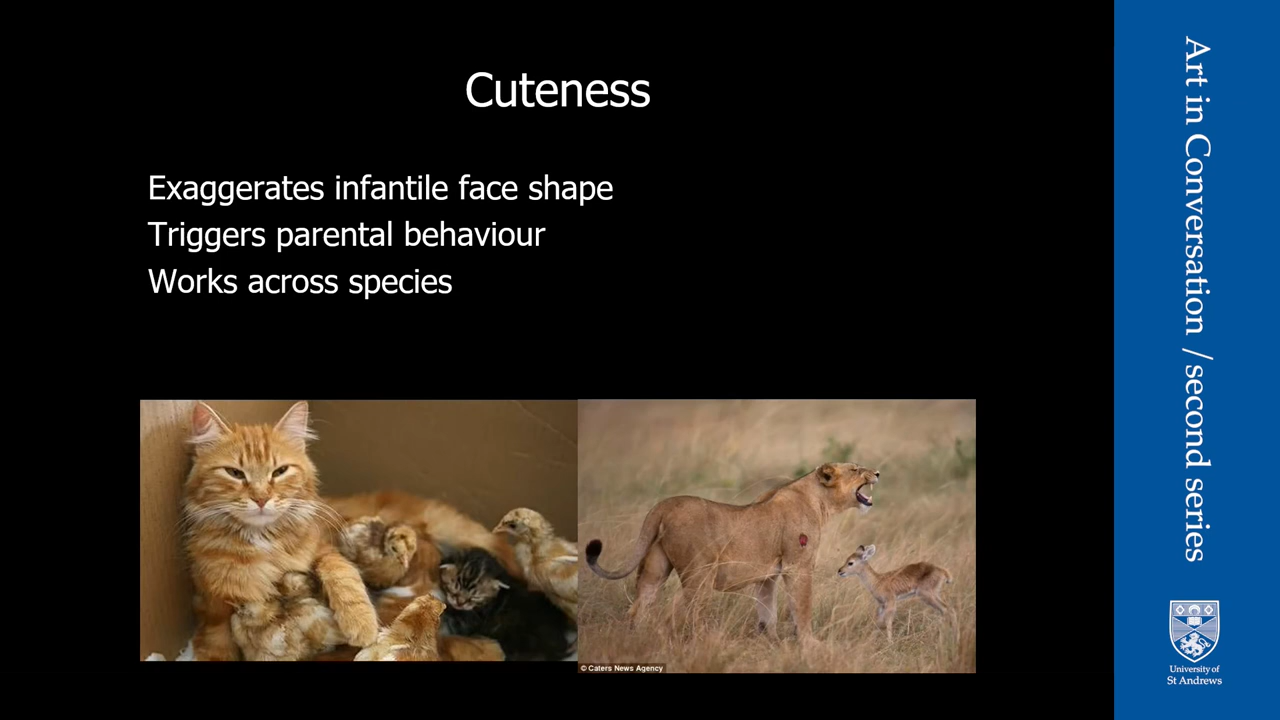 Cuteness
Exaggerates infantile face shape
Triggers parental behaviour
Works across species
© Caters News Agency
Art in Conversation / second series
University of
St Andrews